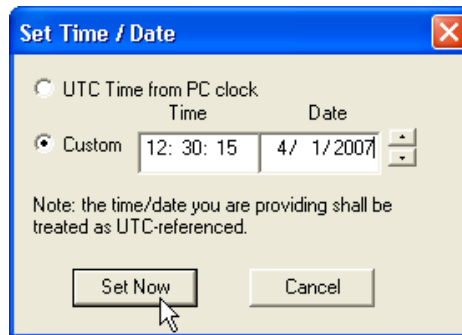 Set Time / Date
UTC Time from PC clock
Time Date
Custom 12: 30: 15 4/ 1/2007
Note: the time/date you are providing shall be
treated as UTC-referenced.
Set Now Cancel